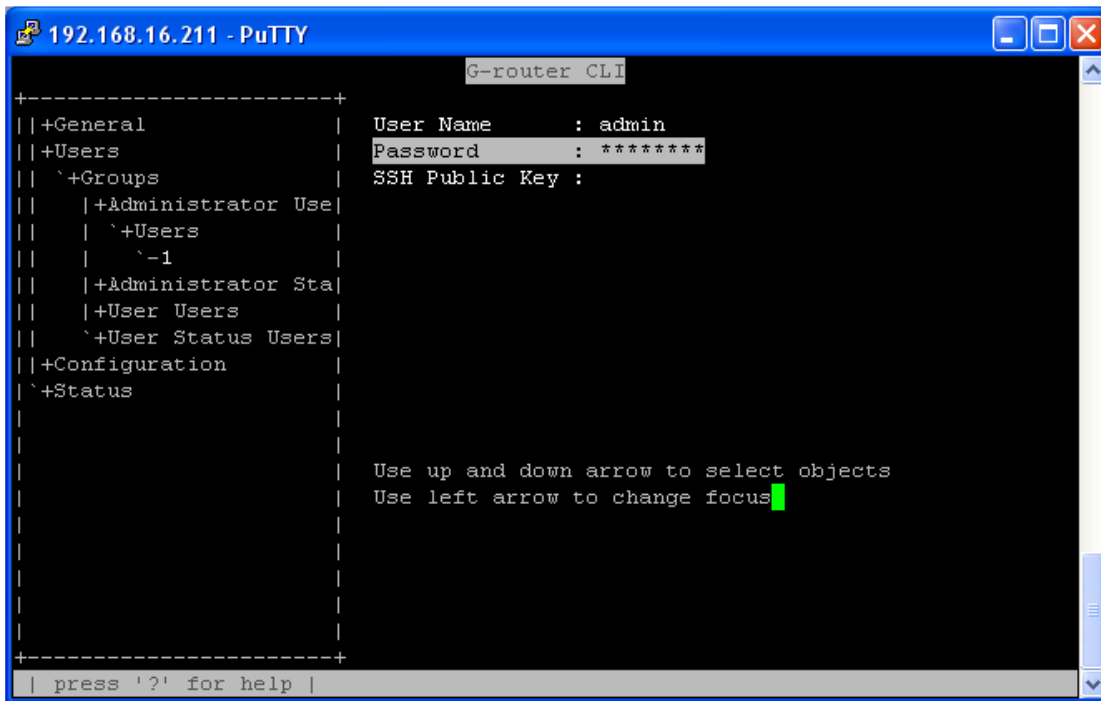 192.168.16.211 - PuTTY
G-router CLI
+-----------------------+
||+General              |  User Name      : admin
||+Users                |  Password       : ********
|| `+Groups             |  SSH Public Key :
||   |+Administrator Use|
||   | `+Users          |
||   |   `-1            |
||   |+Administrator Sta|
||   |+User Users       |
||   `+User Status Users|
||+Configuration        |
|`+Status               |
|                       |
|                       |
|                       |  Use up and down arrow to select objects
|                       |  Use left arrow to change focus
|                       |
|                       |
|                       |
|                       |
|                       |
+-----------------------+
| press '?' for help |